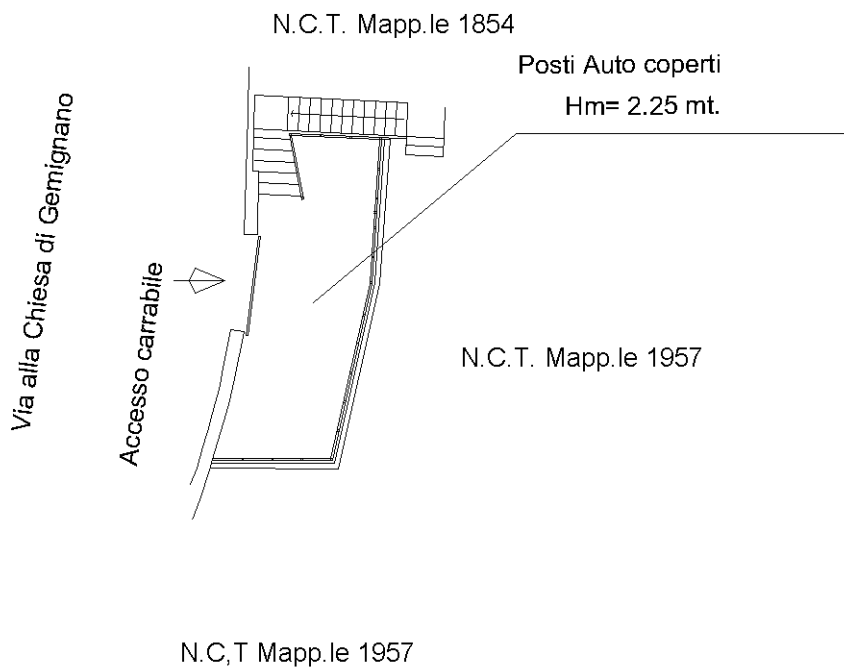 N.C.T. Mapp.le 1854
Posti Auto coperti
Hm= 2.25 mt.
Via alla Chiesa di Gemignano
Accesso carrabile
N.C.T. Mapp.le 1957
N.C,T Mapp.le 1957